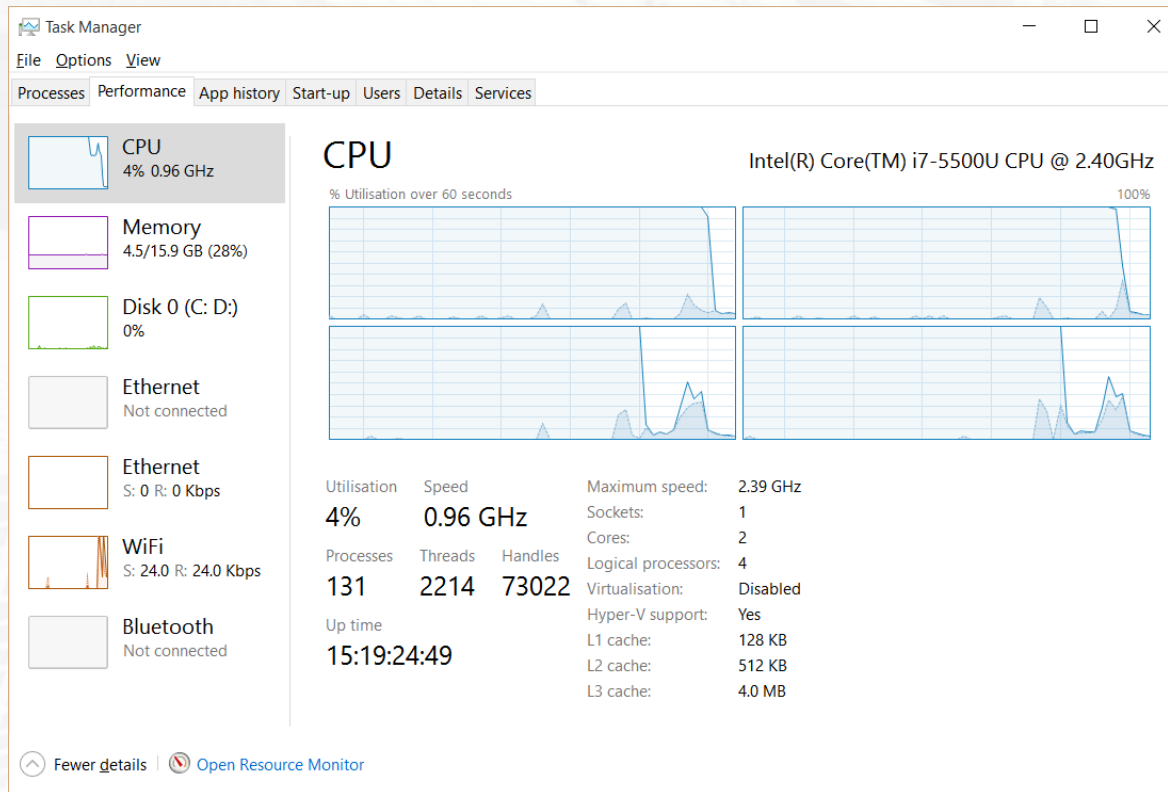 Task Manager
File Options View
Processes Performance App history Start-up Users Details Services
CPU
4% 0.96 GHz
Memory
4.5/15.9 GB (28%)
Disk 0 (C: D:)
0%
Ethernet
Not connected
Ethernet
S: 0 R: 0 Kbps
WiFi
S: 24.0 R: 24.0 Kbps
Bluetooth
Not connected
CPU Intel(R) Core(TM) i7-5500U CPU @ 2.40GHz
% Utilisation over 60 seconds 100%
Utilisation Speed
4% 0.96 GHz
Processes Threads Handles
131 2214 73022
Up time
15:19:24:49
Maximum speed: 2.39 GHz
Sockets: 1
Cores: 2
Logical processors: 4
Virtualisation: Disabled
Hyper-V support: Yes
L1 cache: 128 KB
L2 cache: 512 KB
L3 cache: 4.0 MB
Fewer details Open Resource Monitor